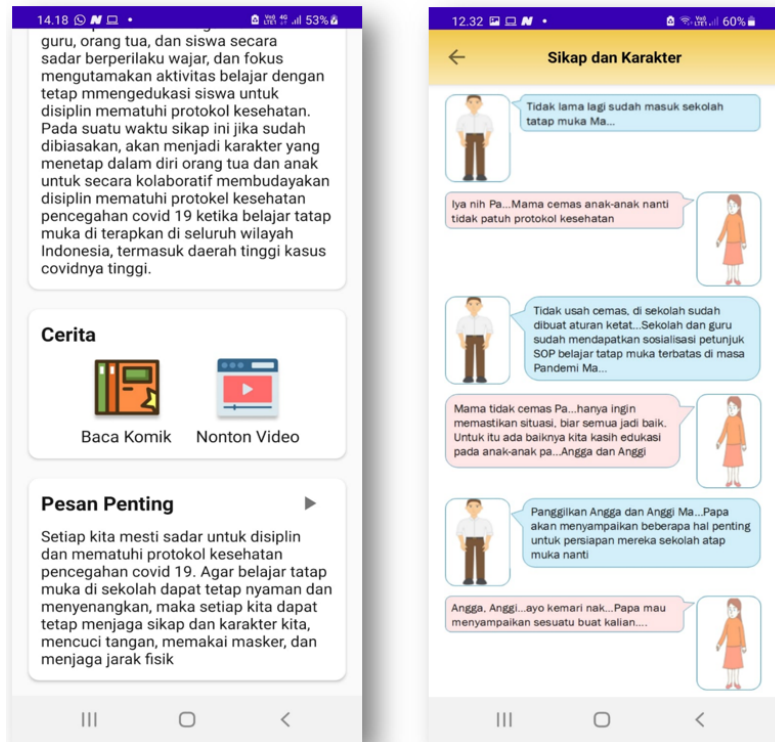 14.18
53%
guru, orang tua, dan siswa secara
sadar berperilaku wajar, dan fokus
mengutamakan aktivitas belajar dengan
tetap mmengedukasi siswa untuk
disiplin mematuhi protokol kesehatan.
Pada suatu waktu sikap ini jika sudah
dibiasakan, akan menjadi karakter yang
menetap dalam diri orang tua dan anak
untuk secara kolaboratif membudayakan
disiplin mematuhi protokel kesehatan
pencegahan covid 19 ketika belajar tatap
muka di terapkan di seluruh wilayah
Indonesia, termasuk daerah tinggi kasus
covidnya tinggi.
Cerita
Baca Komik Nonton Video
Pesan Penting
Setiap kita mesti sadar untuk disiplin
dan mematuhi protokol kesehatan
pencegahan covid 19. Agar belajar tatap
muka di sekolah dapat tetap nyaman dan
menyenangkan, maka setiap kita dapat
tetap menjaga sikap dan karakter kita,
mencuci tangan, memakai masker, dan
menjaga jarak fisik
12.32
60%
Sikap dan Karakter
Tidak lama lagi sudah masuk sekolah
tatap muka Ma...
Iya nih Pa...Mama cemas anak-anak nanti
tidak patuh protokol kesehatan
Tidak usah cemas, di sekolah sudah
dibuat aturan ketat...Sekolah dan guru
sudah mendapatkan sosialisasi petunjuk
SOP belajar tatap muka terbatas di masa
Pandemi Ma...
Mama tidak cemas Pa...hanya ingin
memastikan situasi, biar semua jadi baik.
Untuk itu ada baiknya kita kasih edukasi
pada anak-anak pa...Angga dan Anggi
Panggilkan Angga dan Anggi Ma...Papa
akan menyampaikan beberapa hal penting
untuk persiapan mereka sekolah atap
muka nanti
Angga, Anggi...ayo kemari nak...Papa mau
menyampaikan sesuatu buat kalian....